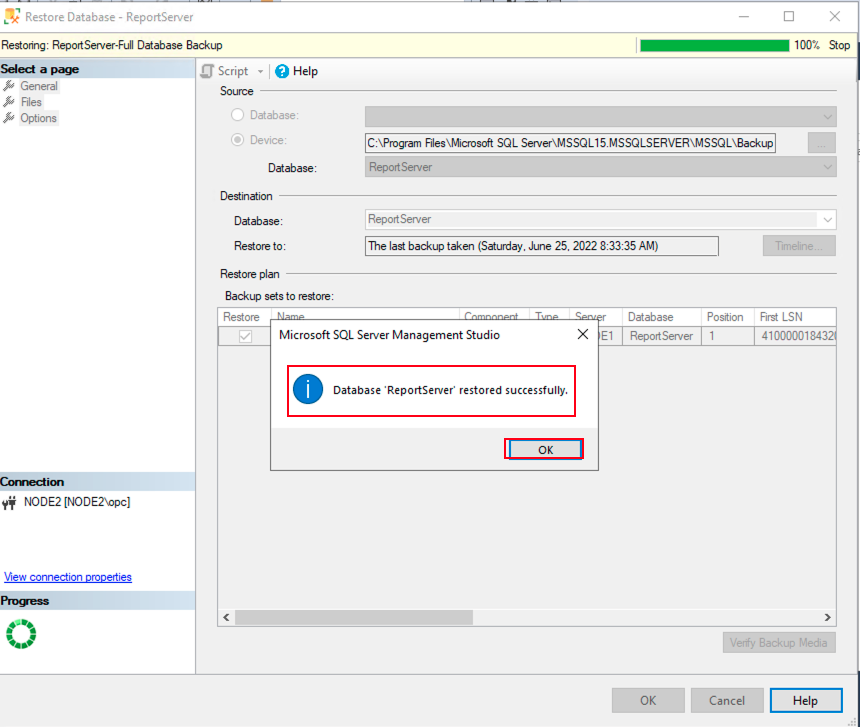 Restore Database - ReportServer
Restoring: ReportServer-Full Database Backup 100% Stop
Select a page
General
Files
Options
Script Help
Source
Database:
Device: C:\Program Files\Microsoft SQL Server\MSSQL15.MSSQLSERVER\MSSQL\Backup ...
Database: ReportServer
Destination
Database: ReportServer
Restore to: The last backup taken (Saturday, June 25, 2022 8:33:35 AM) Timeline...
Restore plan
Backup sets to restore:
Restore Name Component Type Server Database Position First LSN
DE1 ReportServer 1 4100000184320
Microsoft SQL Server Management Studio
Database 'ReportServer' restored successfully.
OK
Connection
NODE2 [NODE2\opc]
View connection properties
Progress
Verify Backup Media
OK Cancel Help